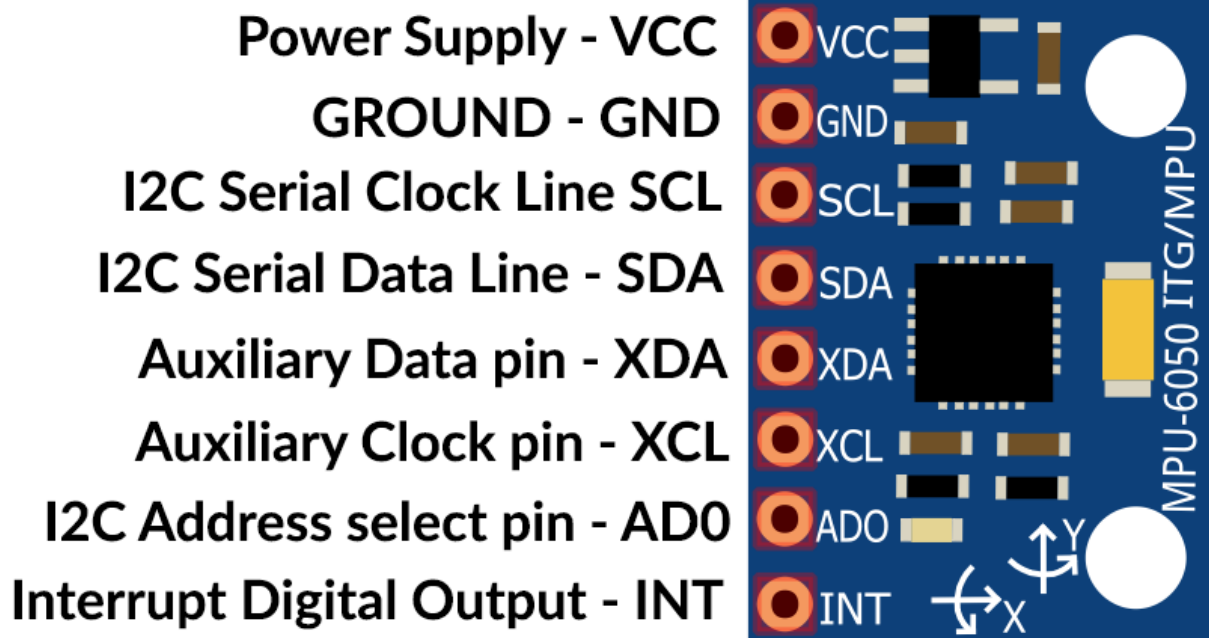 Power Supply - VCC
GROUND - GND
I2C Serial Clock Line SCL
I2C Serial Data Line - SDA
Auxiliary Data pin - XDA
Auxiliary Clock pin - XCL
I2C Address select pin - AD0
Interrupt Digital Output - INT
VCC
GND
SCL
SDA
XDA
XCL
ADO
INT
MPU-6050 ITG/MPU
Y
X